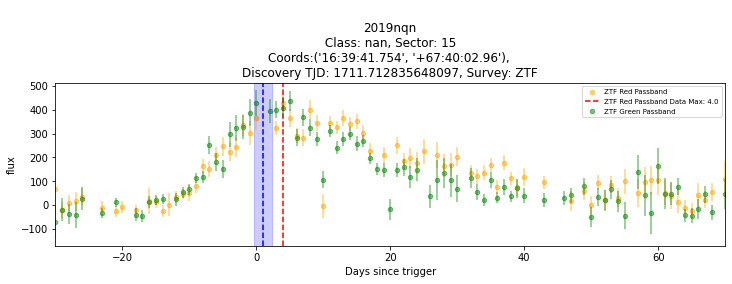 2019nqn
Class: nan, Sector: 15
Coords:('16:39:41.754', '+67:40:02.96'),
Discovery TJD: 1711.712835648097, Survey: ZTF
ZTF Red Passband
ZTF Red Passband Data Max: 4.0
ZTF Green Passband
500
400
300
200
100
0
−100
flux
−20
0
20
40
60
Days since trigger